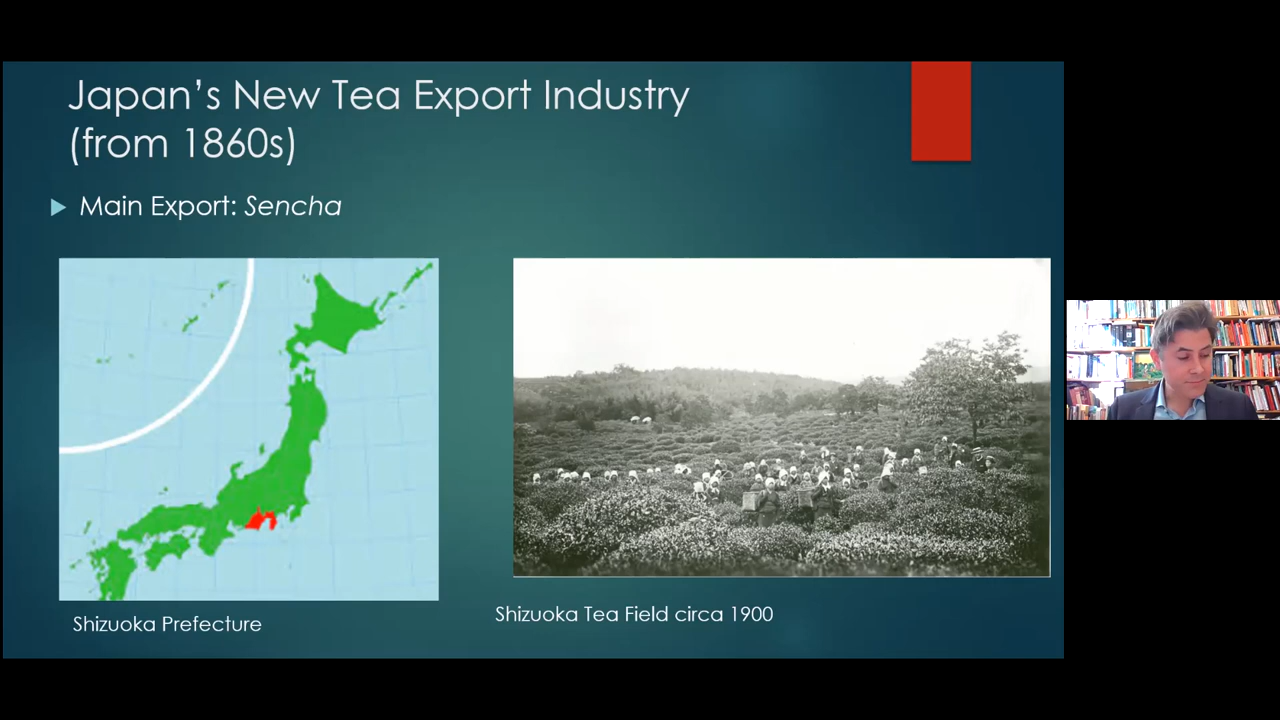 Japan's New Tea Export Industry
(from 1860s)
Main Export: Sencha
Shizuoka Prefecture
Shizuoka Tea Field circa 1900